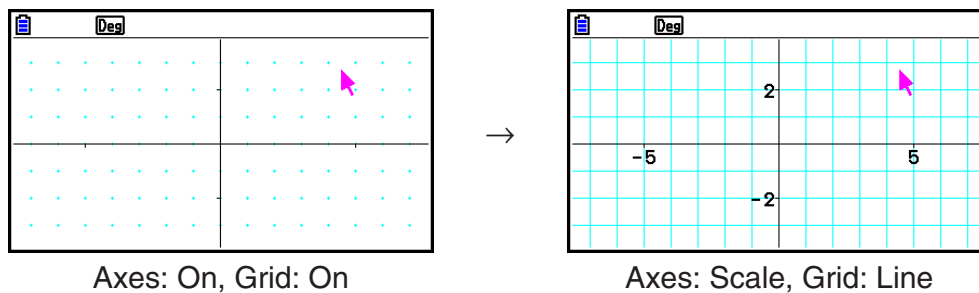 Deg
Deg
2
-5
5
-2
→
Axes: On, Grid: On
Axes: Scale, Grid: Line